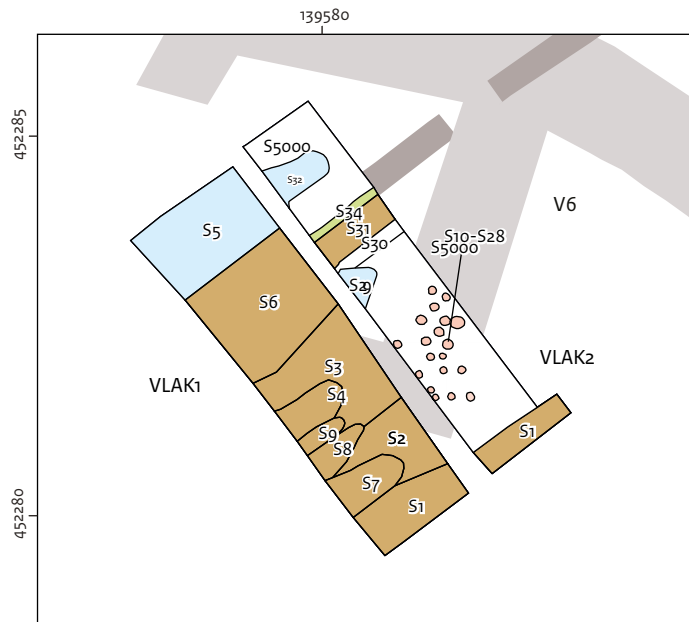 139580
452285
S5000
S32
V6
S34
S5
S31
S10-S28
S30
S5000
S29
S6
VLAK2
S3
VLAK1
S4
S9
S1
S2
S8
S7
S1
452280